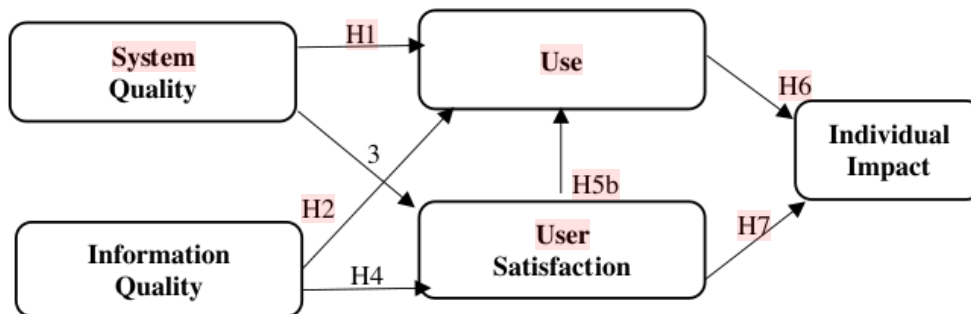 System
Quality
H1
Use
H6
Individual
Impact
3
H2
H5b
Information
Quality
H4
User
Satisfaction
H7